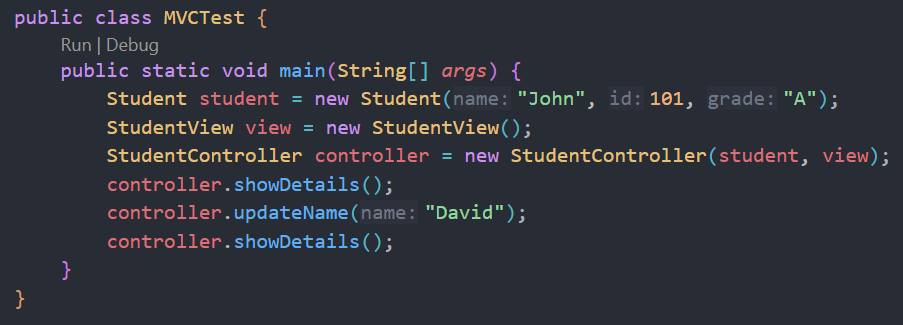 public class MVCTest {
Run | Debug
public static void main(String[] args) {
Student student = new Student(name: "John", id: 101, grade: "A");
StudentView view = new StudentView();
StudentController controller = new StudentController(student, view);
controller.showDetails();
controller.updateName(name: "David");
controller.showDetails();
}
}